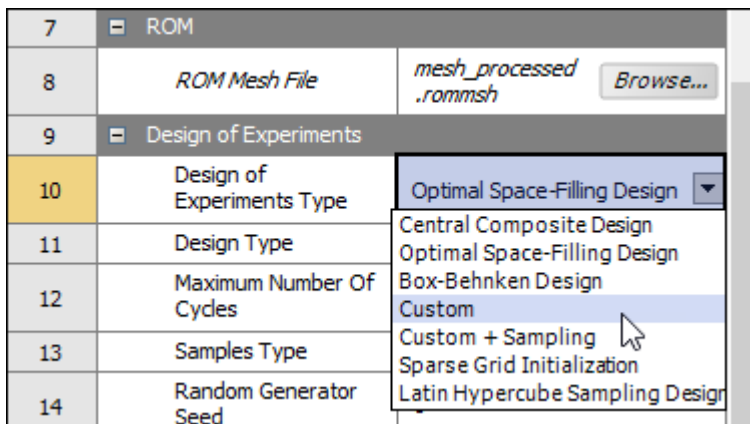 7 ROM
8 ROM Mesh File mesh_processed .rommsh Browse...
9 Design of Experiments
10 Design of Experiments Type Optimal Space-Filling Design
Central Composite Design
11 Design Type Optimal Space-Filling Design
12 Maximum Number Of Cycles Box-Behnken Design
Custom
13 Samples Type Custom + Sampling
Sparse Grid Initialization
14 Random Generator Seed Latin Hypercube Sampling Design